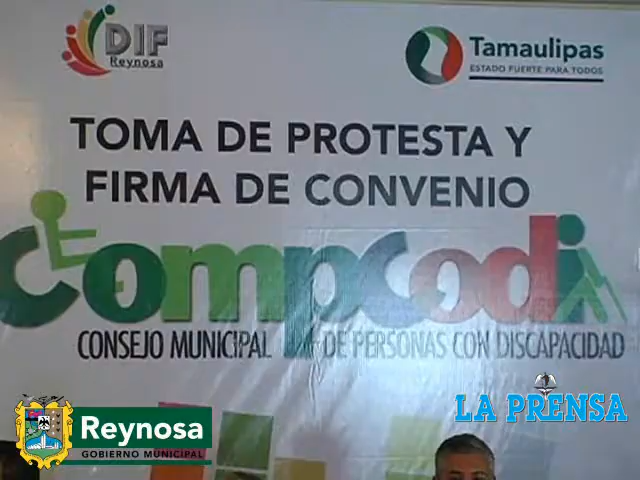 DIF
Reynosa
Tamaulipas
ESTADO FUERTE PARA TODOS
TOMA DE PROTESTA Y
FIRMA DE CONVENIO
compcodi
CONSEJO MUNICIPAL DE PERSONAS CON DISCAPACIDAD
LA PRENSA
Reynosa
GOBIERNO MUNICIPAL